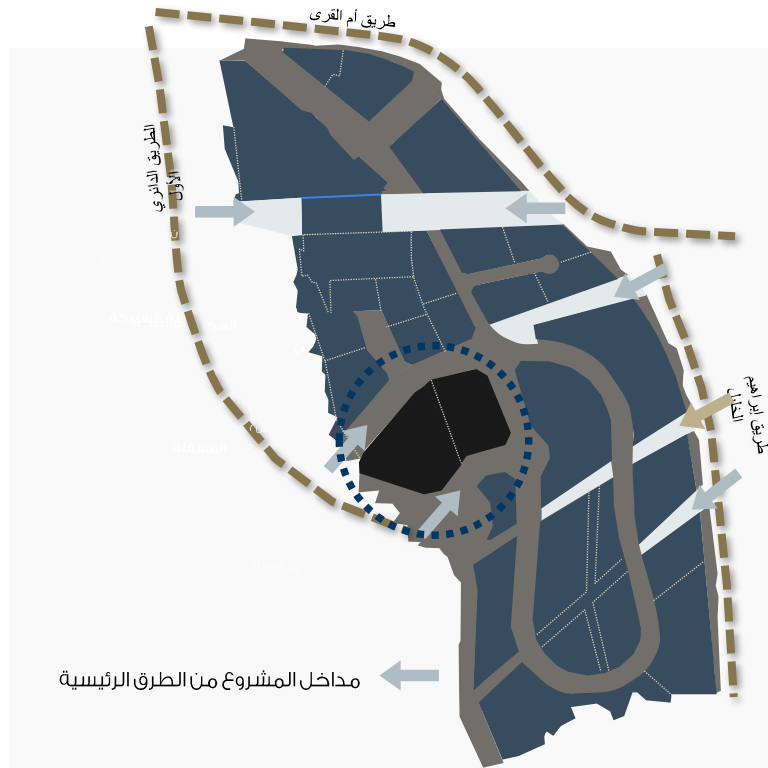 طريق أم القرى
الطريق الدائري
الأول
طريق إبراهيم
الخليل
مداخل المشروع من الطرق الرئيسية